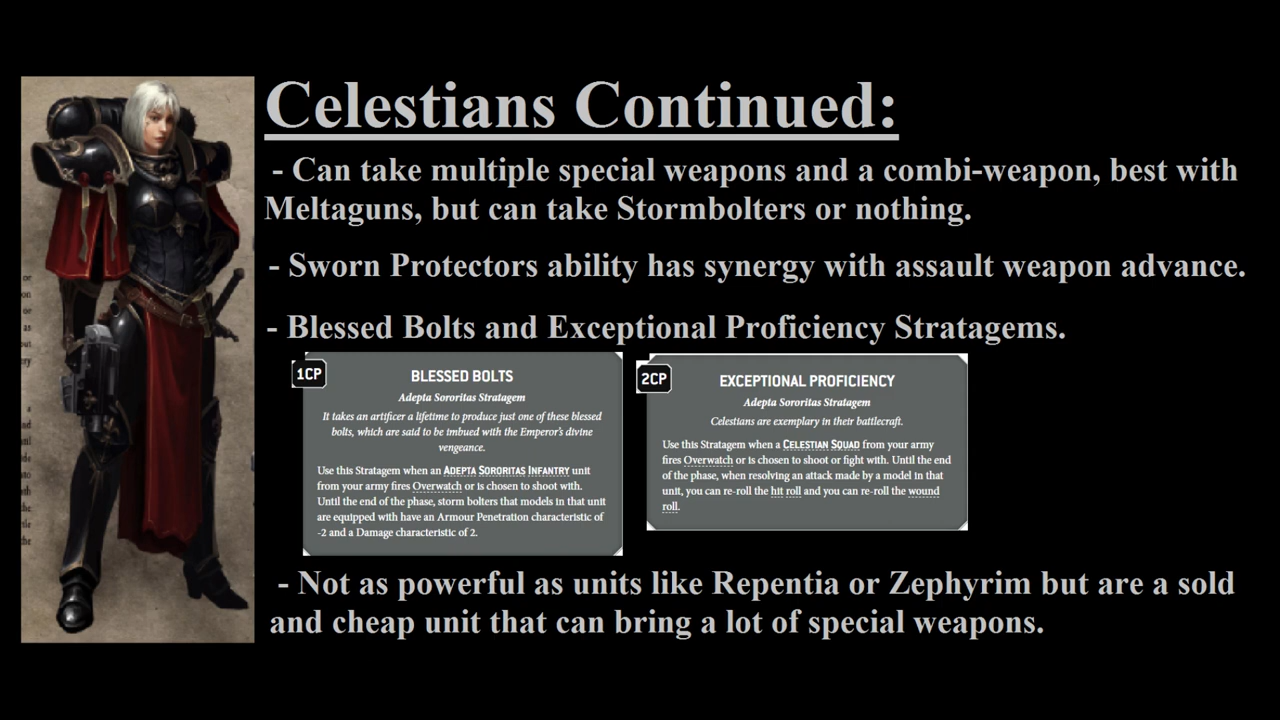 Celestians Continued:
- Can take multiple special weapons and a combi-weapon, best with
Meltaguns, but can take Stormbolters or nothing.
- Sworn Protectors ability has synergy with assault weapon advance.
- Blessed Bolts and Exceptional Proficiency Stratagems.
1CP
BLESSED BOLTS
Adepta Sororitas Stratagem
It takes an artificer a lifetime to produce just one of these blessed
bolts, which are said to be imbued with the Emperor's divine
vengeance.
Use this Stratagem when an ADEPTA SORORITAS INFANTRY unit
from your army fires Overwatch or is chosen to shoot with.
Until the end of the phase, storm bolters that models in that unit
are equipped with have an Armour Penetration characteristic of
-2 and a Damage characteristic of 2.
2CP
EXCEPTIONAL PROFICIENCY
Adepta Sororitas Stratagem
Celestians are exemplary in their battlecraft.
Use this Stratagem when a CELESTIAN SQUAD from your army
fires Overwatch or is chosen to shoot or fight with. Until the end
of the phase, when resolving an attack made by a model in that
unit, you can re-roll the hit roll and you can re-roll the wound
roll.
- Not as powerful as units like Repentia or Zephyrim but are a sold
and cheap unit that can bring a lot of special weapons.